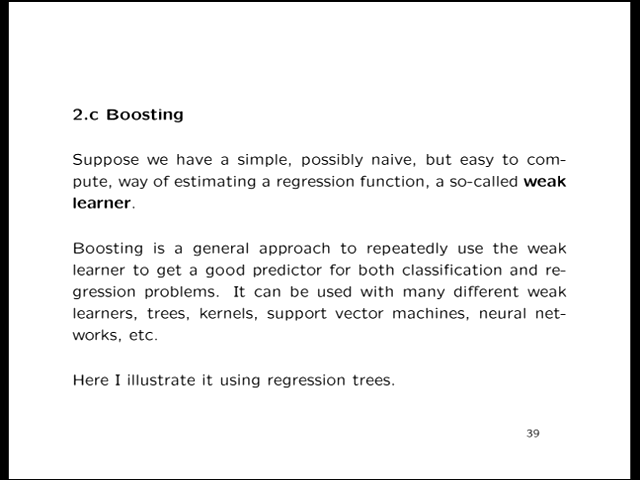 2.c Boosting
Suppose we have a simple, possibly naive, but easy to com-
pute, way of estimating a regression function, a so-called weak
learner.
Boosting is a general approach to repeatedly use the weak
learner to get a good predictor for both classification and re-
gression problems. It can be used with many different weak
learners, trees, kernels, support vector machines, neural net-
works, etc.
Here I illustrate it using regression trees.
39